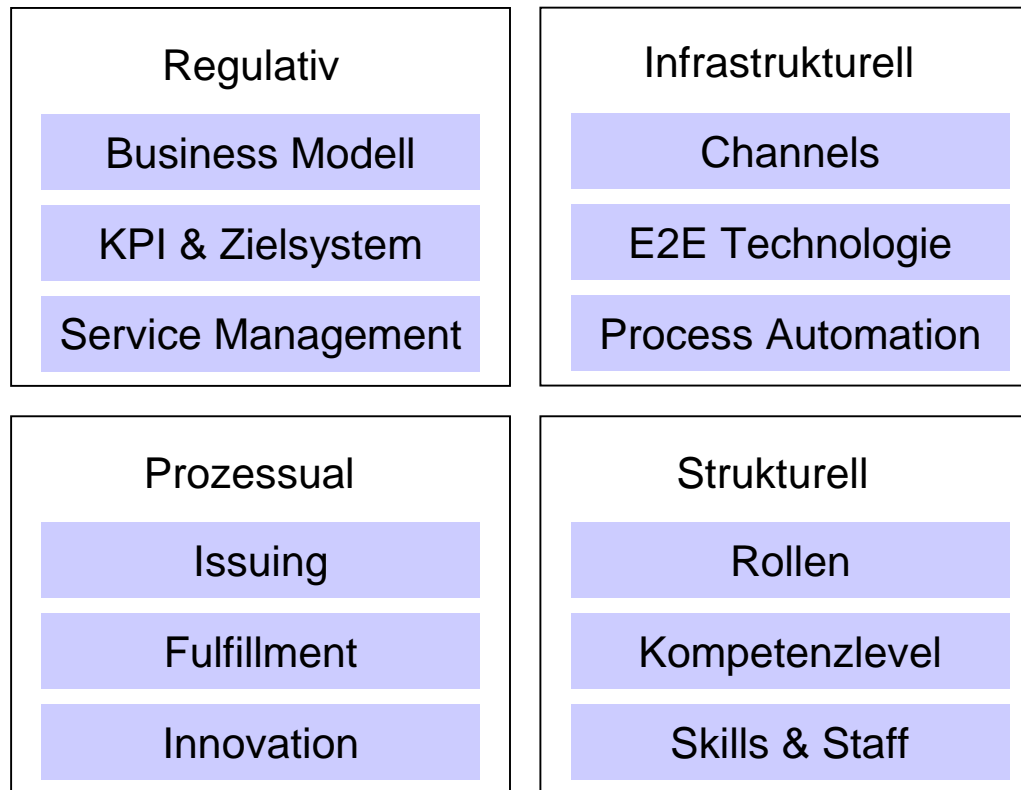 Regulativ
Business Modell
KPI & Zielsystem
Service Management
Infrastrukturell
Channels
E2E Technologie
Process Automation
Prozessual
Issuing
Fulfillment
Innovation
Strukturell
Rollen
Kompetenzlevel
Skills & Staff